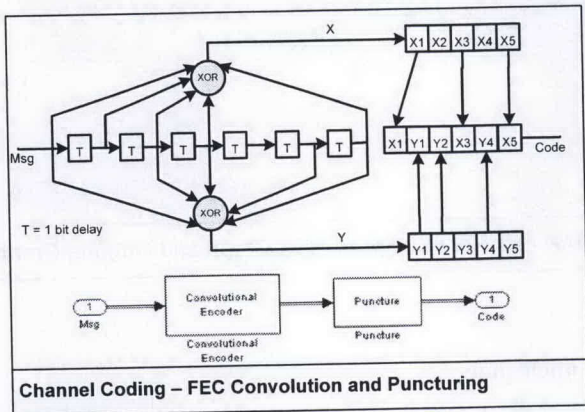 X
X1 X2 X3 X4 X5
XOR
Msg
T T T T T T
X1 Y1 Y2 X3 Y4 X5
Code
XOR
T = 1 bit delay
Y
Y1 Y2 Y3 Y4 Y5
1
Msg
Convolutional
Encoder
Convolutional
Encoder
Puncture
Puncture
1
Code
Channel Coding – FEC Convolution and Puncturing